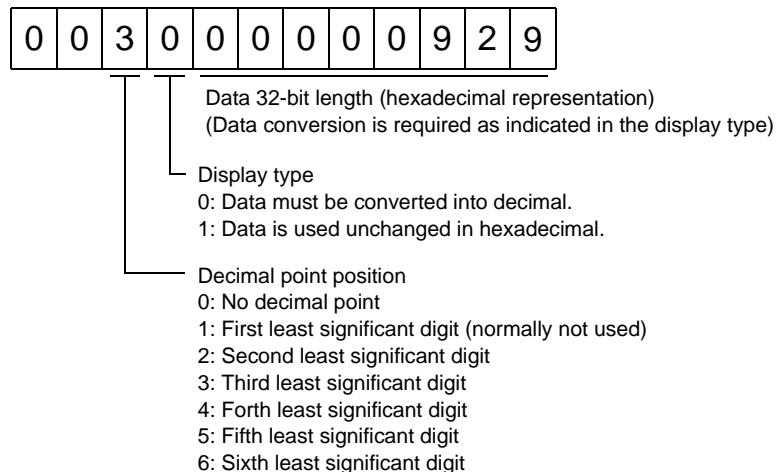 0 0 3 0 0 0 0 0 0 9 2 9
Data 32-bit length (hexadecimal representation)
(Data conversion is required as indicated in the display type)
Display type
0: Data must be converted into decimal.
1: Data is used unchanged in hexadecimal.
Decimal point position
0: No decimal point
1: First least significant digit (normally not used)
2: Second least significant digit
3: Third least significant digit
4: Forth least significant digit
5: Fifth least significant digit
6: Sixth least significant digit